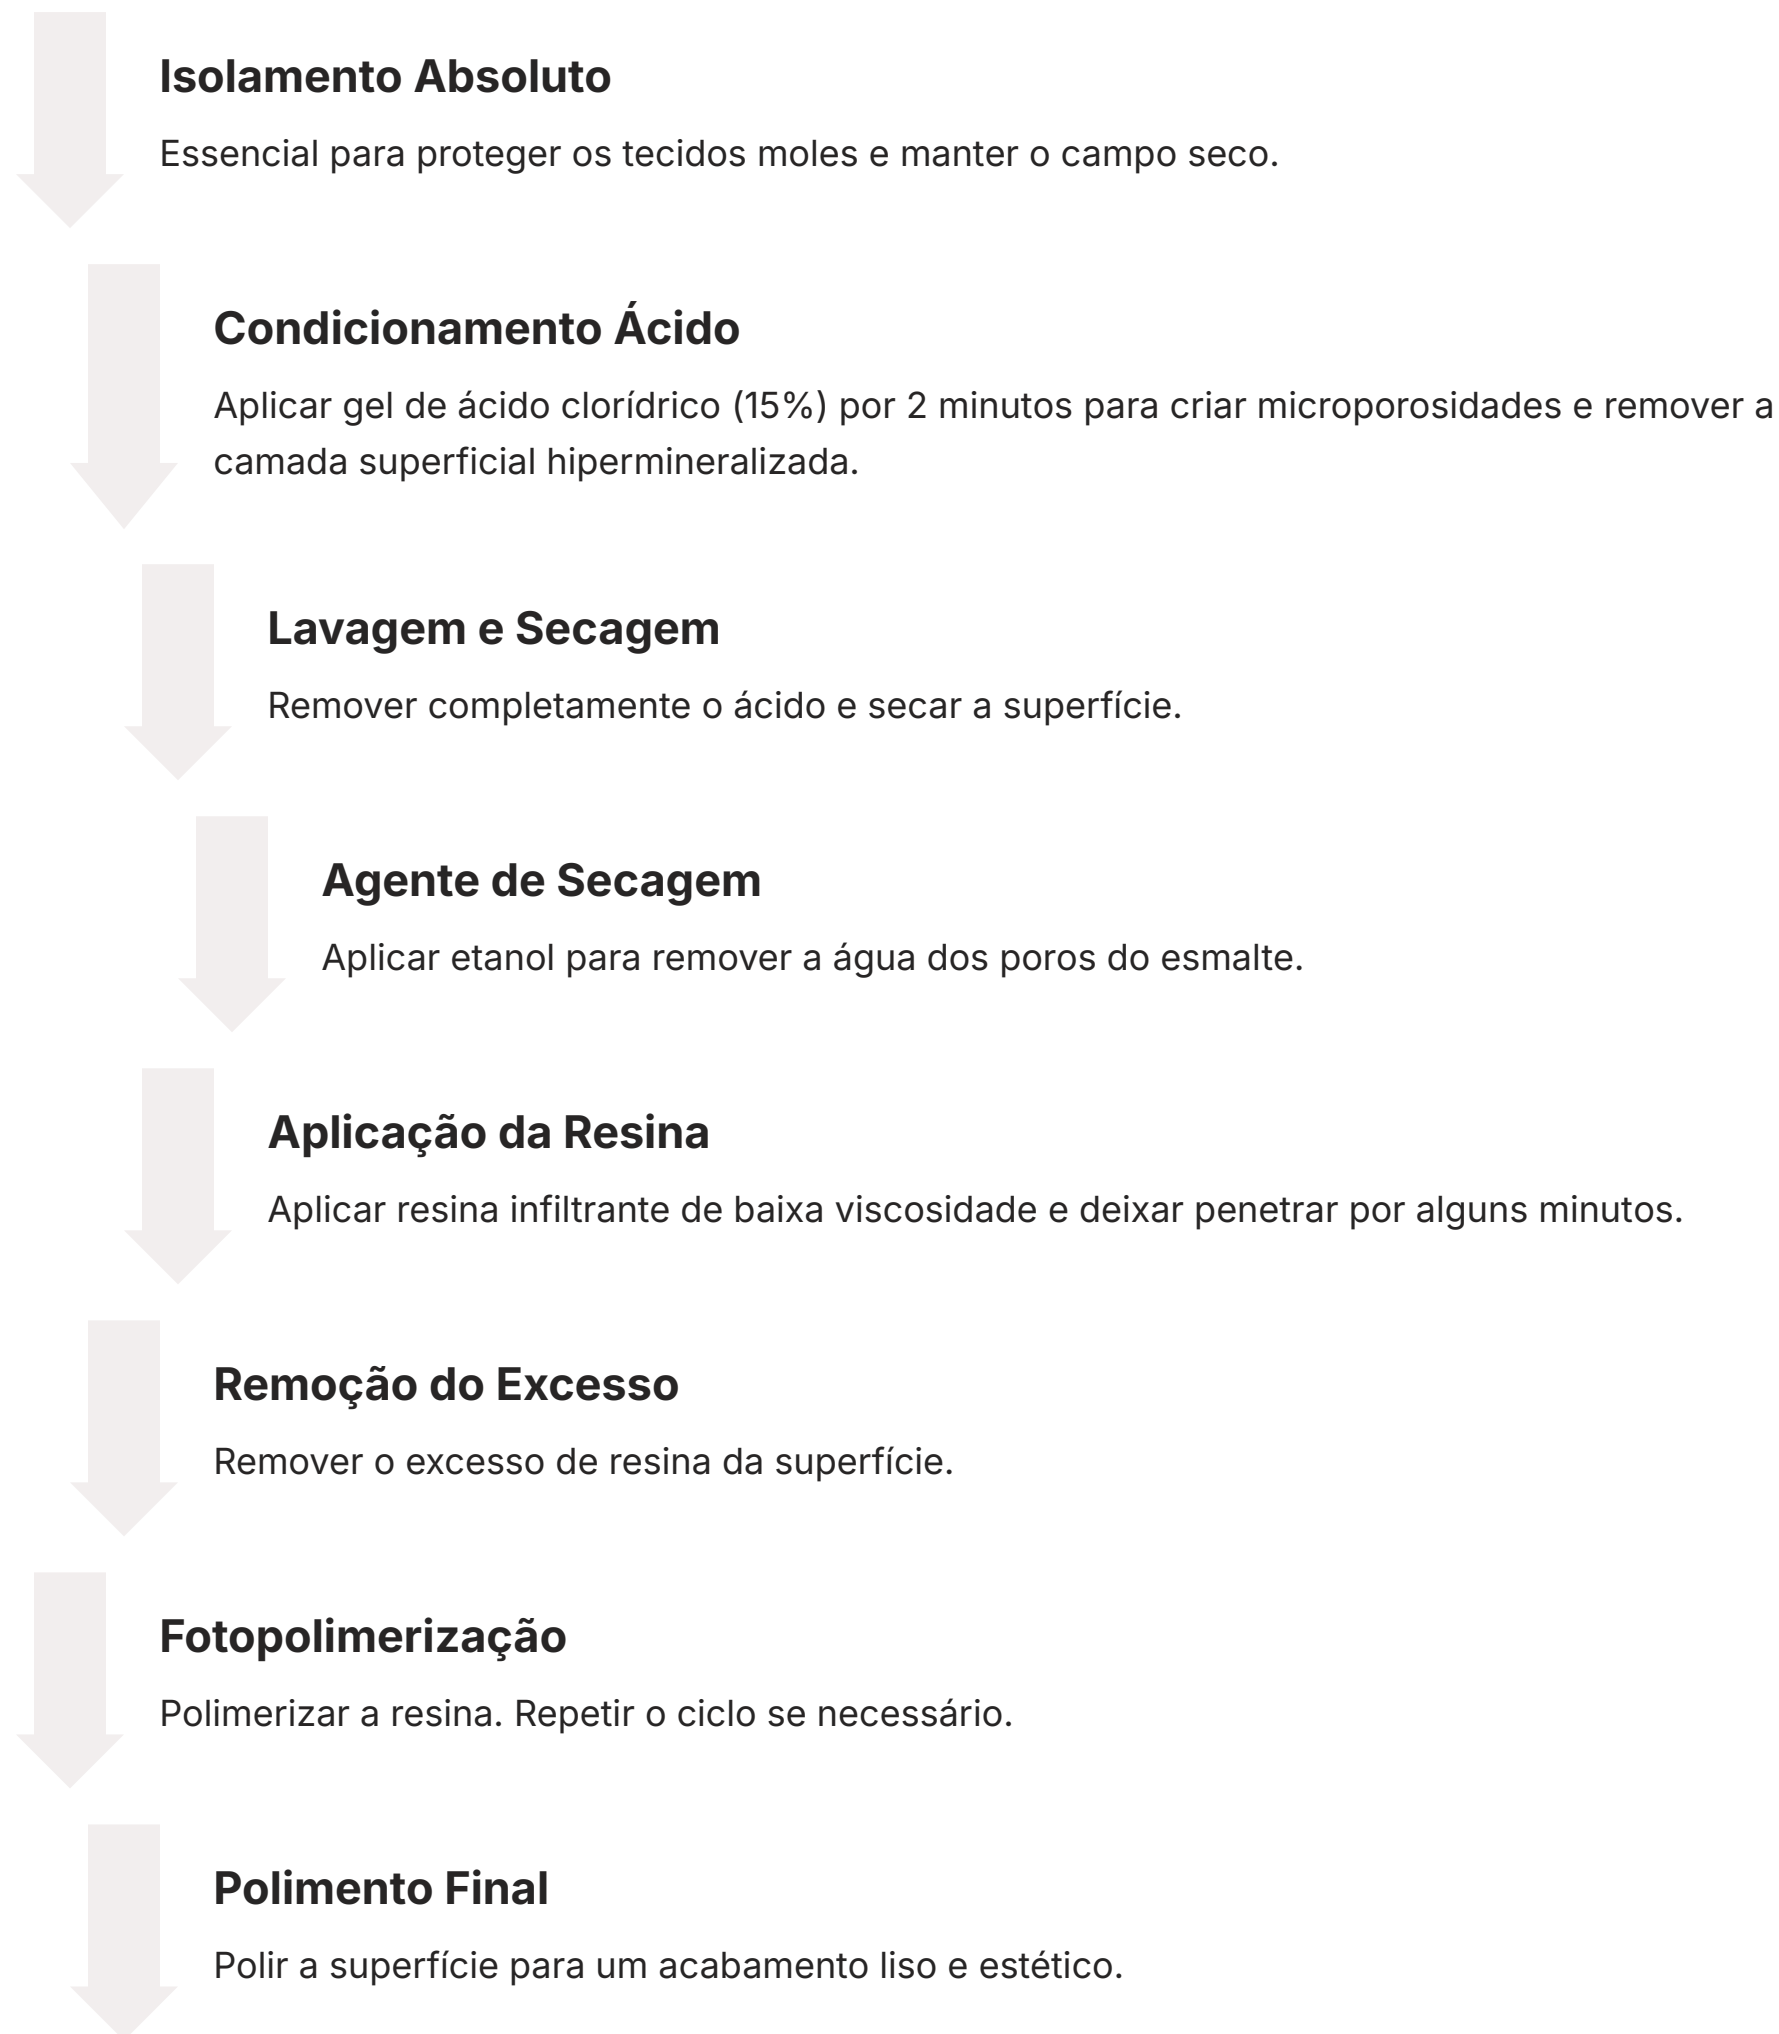 Isolamento Absoluto
Essencial para proteger os tecidos moles e manter o campo seco.
Condicionamento Ácido
Aplicar gel de ácido clorídrico (15%) por 2 minutos para criar microporosidades e remover a
camada superficial hipermineralizada.
Lavagem e Secagem
Remover completamente o ácido e secar a superfície.
Agente de Secagem
Aplicar etanol para remover a água dos poros do esmalte.
Aplicação da Resina
Aplicar resina infiltrante de baixa viscosidade e deixar penetrar por alguns minutos.
Remoção do Excesso
Remover o excesso de resina da superfície.
Fotopolimerização
Polimerizar a resina. Repetir o ciclo se necessário.
Polimento Final
Polir a superfície para um acabamento liso e estético.